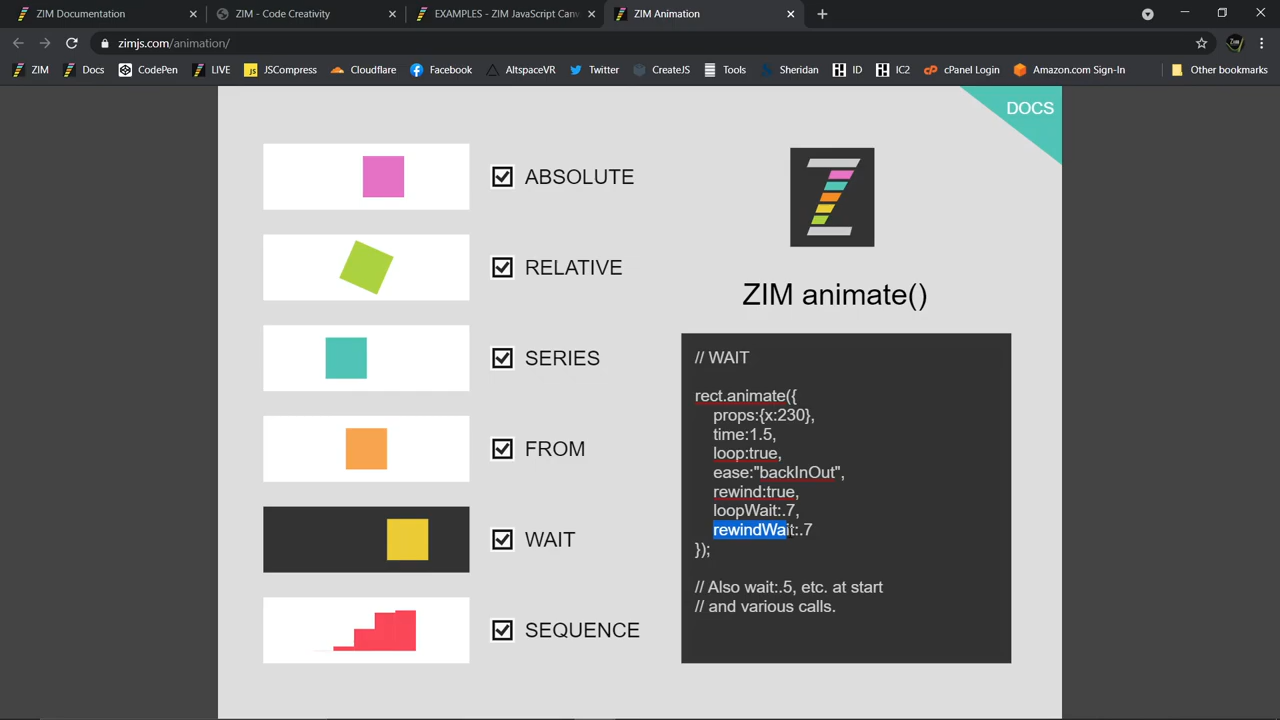 ZIM Documentation
ZIM - Code Creativity
EXAMPLES - ZIM JavaScript Can
ZIM Animation
zimjs.com/animation/
ZIM
Docs
CodePen
LIVE
JSCompress
Cloudflare
Facebook
AltspaceVR
Twitter
CreateJS
Tools
Sheridan
ID
IC2
cPanel Login
Amazon.com Sign-In
Other bookmarks
DOCS
ABSOLUTE
RELATIVE
SERIES
FROM
WAIT
SEQUENCE
ZIM animate()
// WAIT
rect.animate({
props:{x:230},
time:1.5,
loop:true,
ease:"backInOut",
rewind:true,
loopWait:.7,
rewindWait:.7
});
// Also wait:.5, etc. at start
// and various calls.